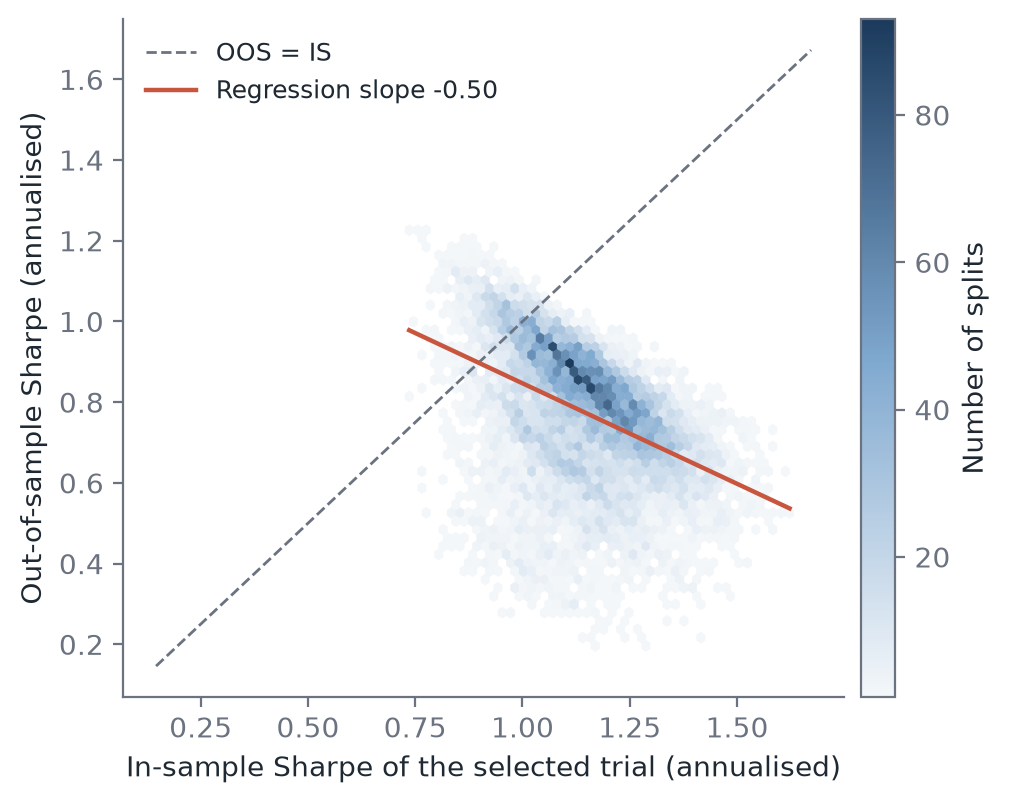 OOS = IS
Regression slope -0.50
Out-of-sample Sharpe (annualised)
1.6
1.4
1.2
1.0
0.8
0.6
0.4
0.2
0.25 0.50 0.75 1.00 1.25 1.50
In-sample Sharpe of the selected trial (annualised)
80
60
40
20
Number of splits